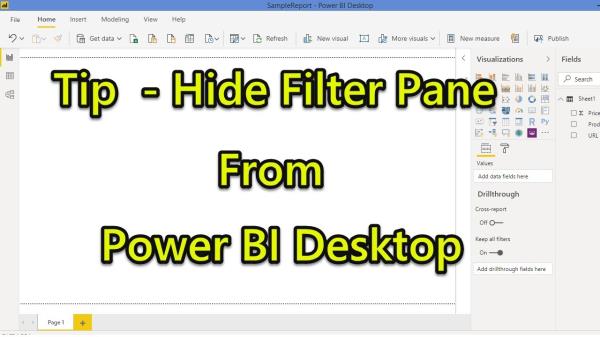 SampleReport - Power BI Desktop
File Home Insert Modeling View Help
Get data Refresh New visual More visuals New measure Publish
Visualizations Fields
Search
Sheet1
Price
Prod
URL
R Py
Values
Add data fields here
Drillthrough
Cross-report
Off
Keep all filters
On
Add drillthrough fields here
Tip - Hide Filter Pane
From
Power BI Desktop
Page 1